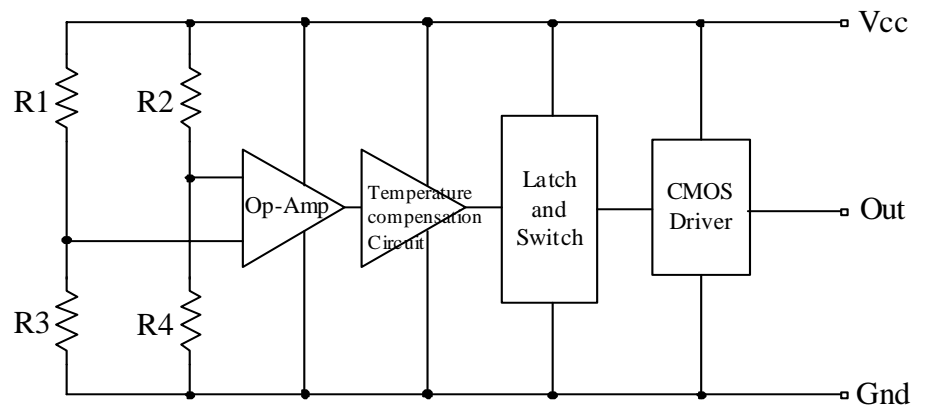 Vcc
R1
R2
Op-Amp
Temperature
compensation
Circuit
Latch
and
Switch
CMOS
Driver
Out
R3
R4
Gnd